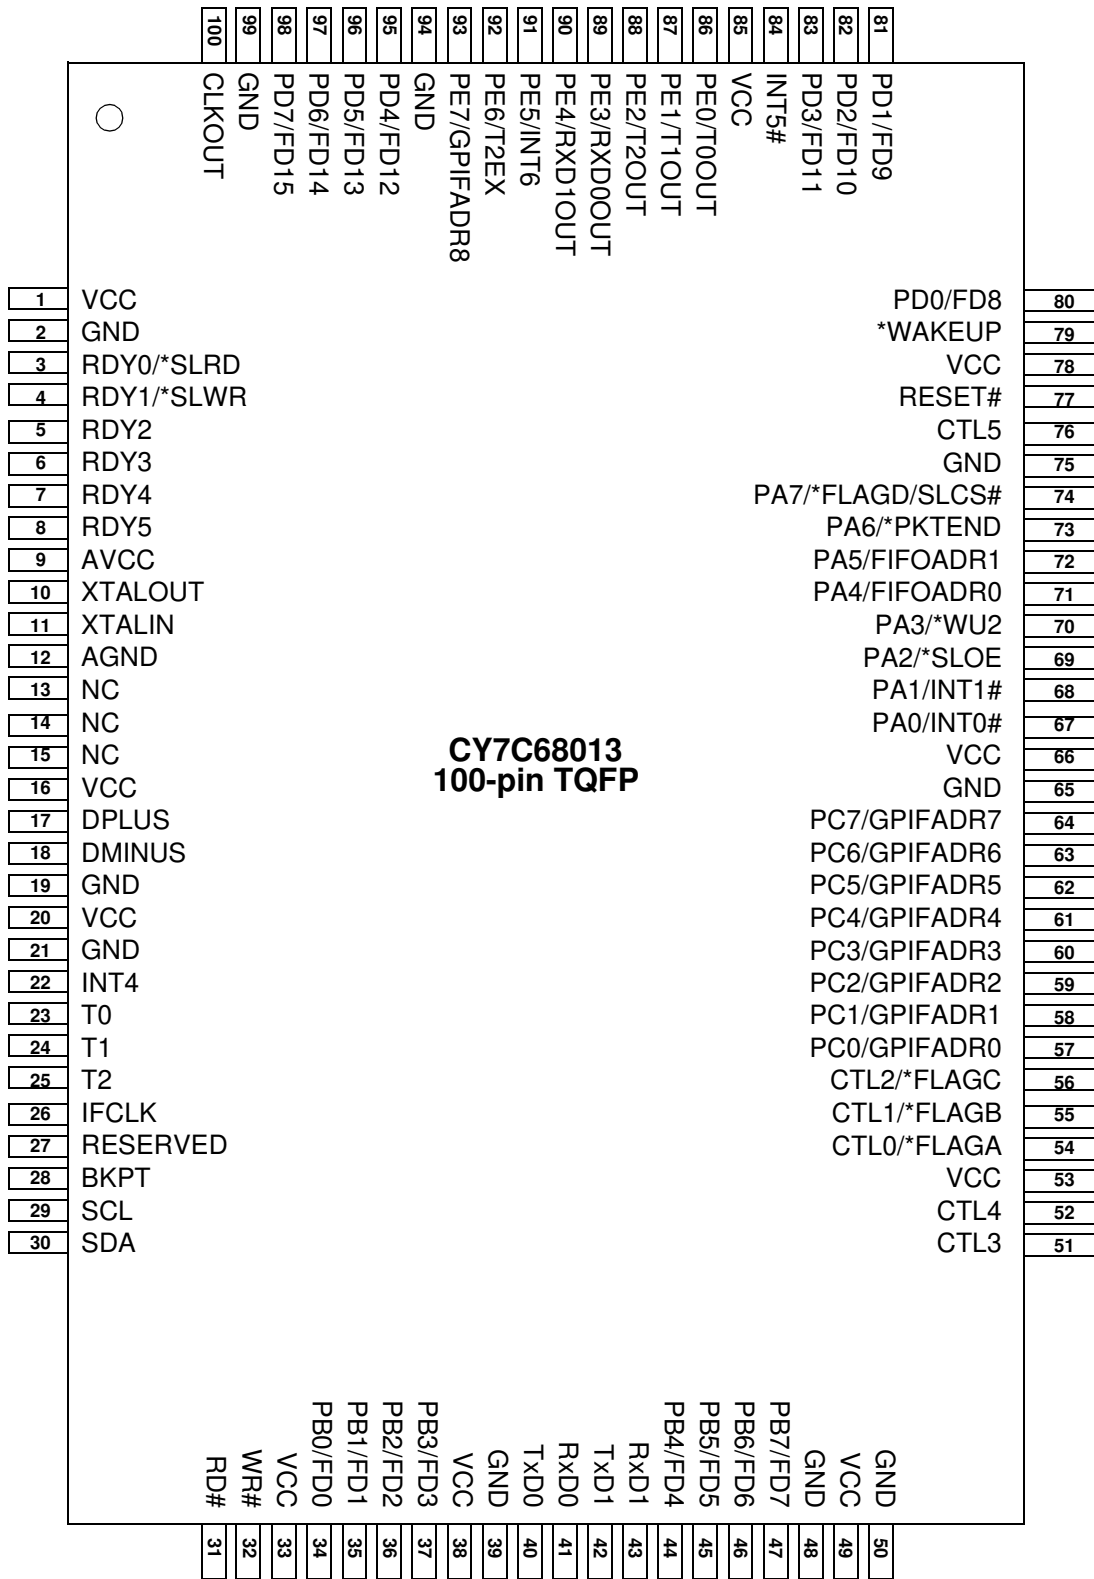 100 99 98 97 96 95 94 93 92 91 90 89 88 87 86 85 84 83 82 81
CLKOUT
GND
PD7/FD15
PD6/FD14
PD5/FD13
PD4/FD12
GND
PE7/GPIFADR8
PE6/T2EX
PE5/INT6
PE4/RXD1OUT
PE3/RXD0OUT
PE2/T2OUT
PE1/T1OUT
PE0/T0OUT
VCC
INT5#
PD3/FD11
PD2/FD10
PD1/FD9
1 VCC
2 GND
3 RDY0/*SLRD
4 RDY1/*SLWR
5 RDY2
6 RDY3
7 RDY4
8 RDY5
9 AVCC
10 XTALOUT
11 XTALIN
12 AGND
13 NC
14 NC
15 NC
16 VCC
17 DPLUS
18 DMINUS
19 GND
20 VCC
21 GND
22 INT4
23 T0
24 T1
25 T2
26 IFCLK
27 RESERVED
28 BKPT
29 SCL
30 SDA
CY7C68013
100-pin TQFP
PD0/FD8 80
*WAKEUP 79
VCC 78
RESET# 77
CTL5 76
GND 75
PA7/*FLAGD/SLCS# 74
PA6/*PKTEND 73
PA5/FIFOADR1 72
PA4/FIFOADR0 71
PA3/*WU2 70
PA2/*SLOE 69
PA1/INT1# 68
PA0/INT0# 67
VCC 66
GND 65
PC7/GPIFADR7 64
PC6/GPIFADR6 63
PC5/GPIFADR5 62
PC4/GPIFADR4 61
PC3/GPIFADR3 60
PC2/GPIFADR2 59
PC1/GPIFADR1 58
PC0/GPIFADR0 57
CTL2/*FLAGC 56
CTL1/*FLAGB 55
CTL0/*FLAGA 54
VCC 53
CTL4 52
CTL3 51
RD#
WR#
VCC
PB0/FD0
PB1/FD1
PB2/FD2
PB3/FD3
VCC
GND
TxD0
RxD0
TxD1
RxD1
PB4/FD4
PB5/FD5
PB6/FD6
PB7/FD7
GND
VCC
GND
31 32 33 34 35 36 37 38 39 40 41 42 43 44 45 46 47 48 49 50